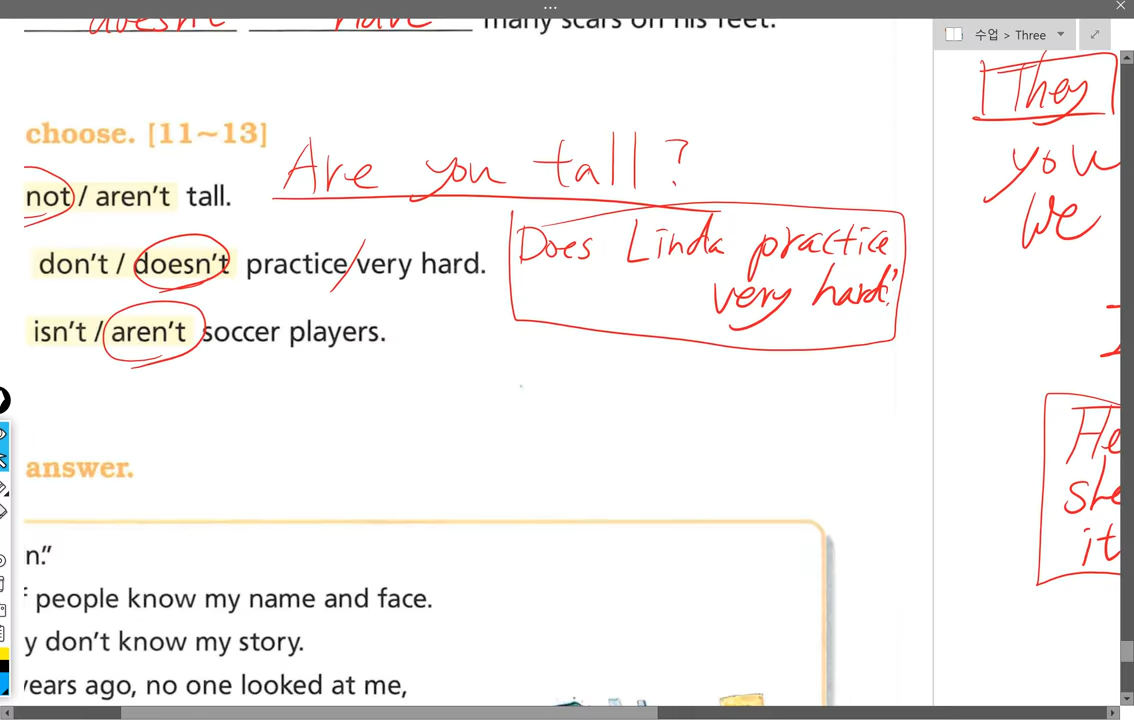 doesn't have many scars on his feet.
수업 > Three
They
choose. [11~13]
Are you tall?
you
not / aren't tall.
we
Does Linda practice
don't / doesn't practice/very hard.
very hard?
isn't / aren't soccer players.
He
she
it
answer.
n."
f people know my name and face.
y don't know my story.
years ago, no one looked at me,